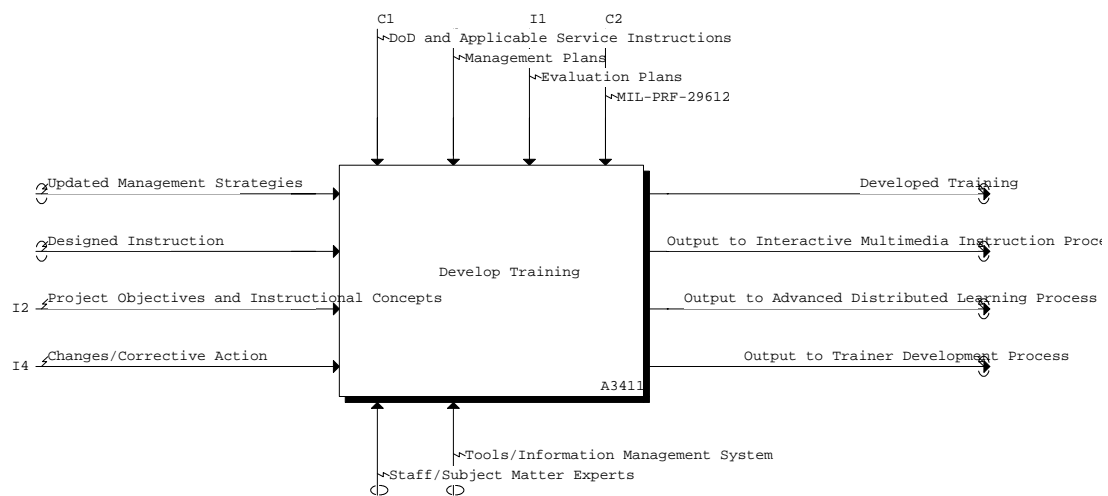 C1 I1 C2
DoD and Applicable Service Instructions
Management Plans
Evaluation Plans
MIL-PRF-29612
Updated Management Strategies
Developed Training
Designed Instruction
Output to Interactive Multimedia Instruction Proce
Develop Training
I2 Project Objectives and Instructional Concepts
Output to Advanced Distributed Learning Process
I4 Changes/Corrective Action
Output to Trainer Development Process
A3411
Tools/Information Management System
Staff/Subject Matter Experts